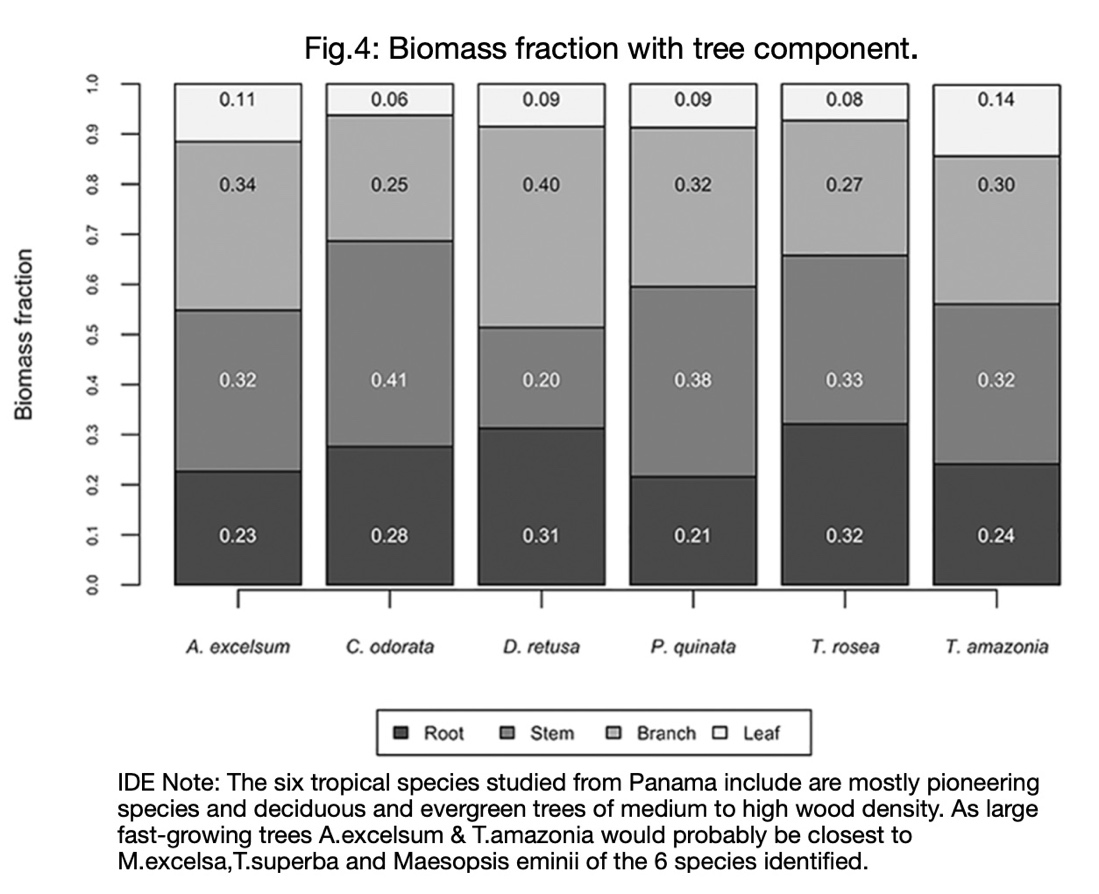 Fig.4: Biomass fraction with tree component.
Biomass fraction
1.0
0.9
0.8
0.7
0.6
0.5
0.4
0.3
0.2
0.1
0.0
0.11 0.06 0.09 0.09 0.08 0.14
0.34 0.25 0.40 0.32 0.27 0.30
0.32 0.41 0.20 0.38 0.33 0.32
0.23 0.28 0.31 0.21 0.32 0.24
A. excelsum C. odorata D. retusa P. quinata T. rosea T. amazonia
Root Stem Branch Leaf
IDE Note: The six tropical species studied from Panama include are mostly pioneering
species and deciduous and evergreen trees of medium to high wood density. As large
fast-growing trees A.excelsum & T.amazonia would probably be closest to
M.excelsa,T.superba and Maesopsis eminii of the 6 species identified.